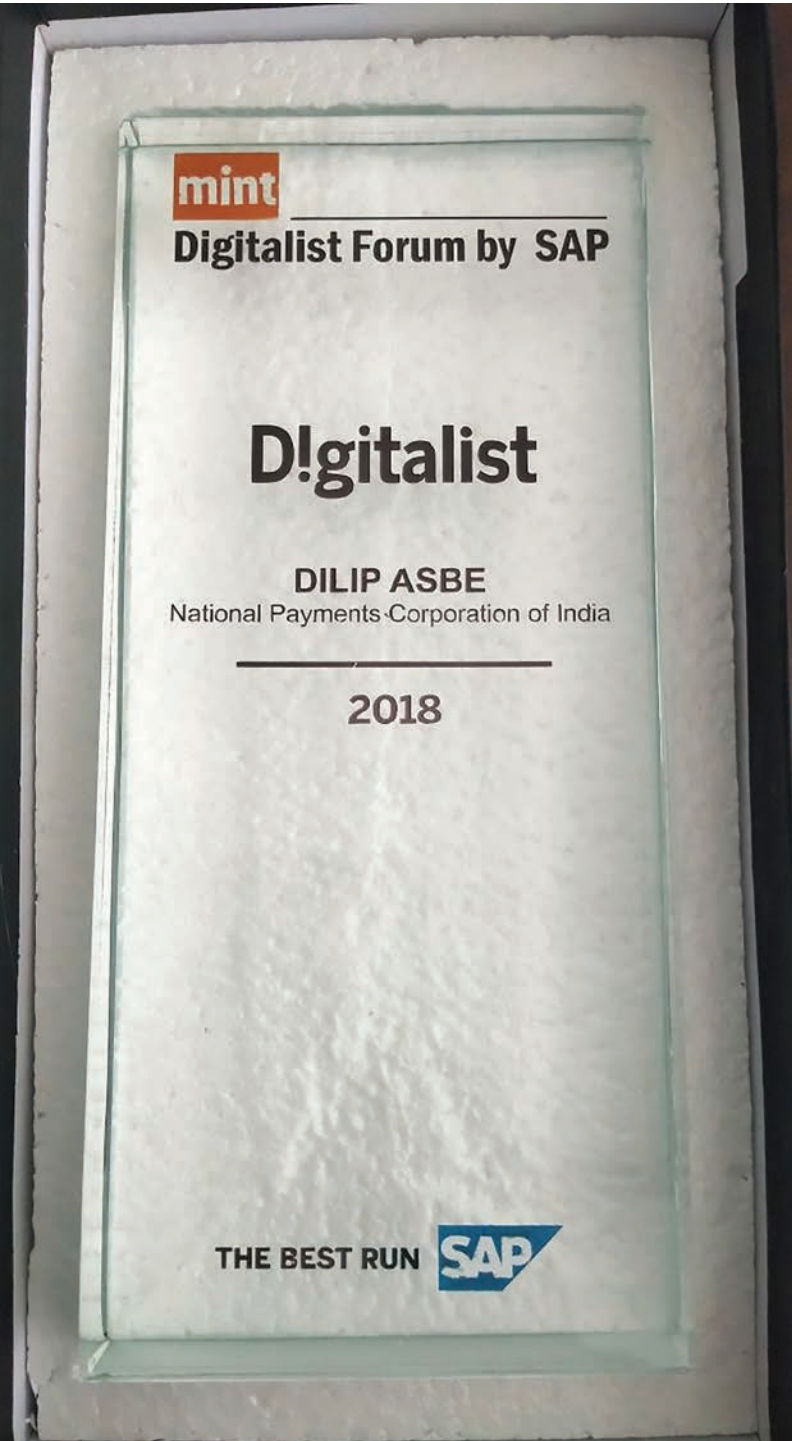 mint
Digitalist Forum by SAP
D!gitalist
DILIP ASBE
National Payments Corporation of India
2018
THE BEST RUN SAP